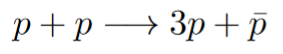 p + p ⟶ 3p + p̄